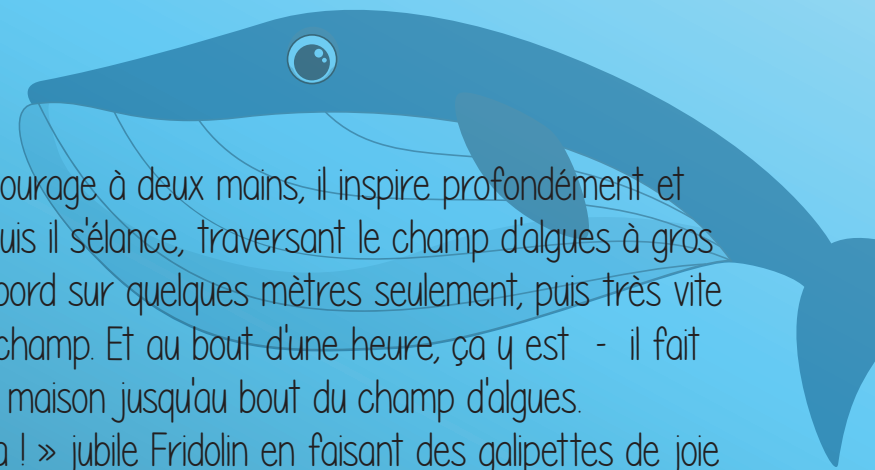 ourage à deux mains, il inspire profondément et
uis il s'élance, traversant le champ d'algues à gros
bord sur quelques mètres seulement, puis très vite
champ. Et au bout d'une heure, ça y est - il fait
maison jusqu'au bout du champ d'algues.
a ! » jubile Fridolin en faisant des galipettes de joie